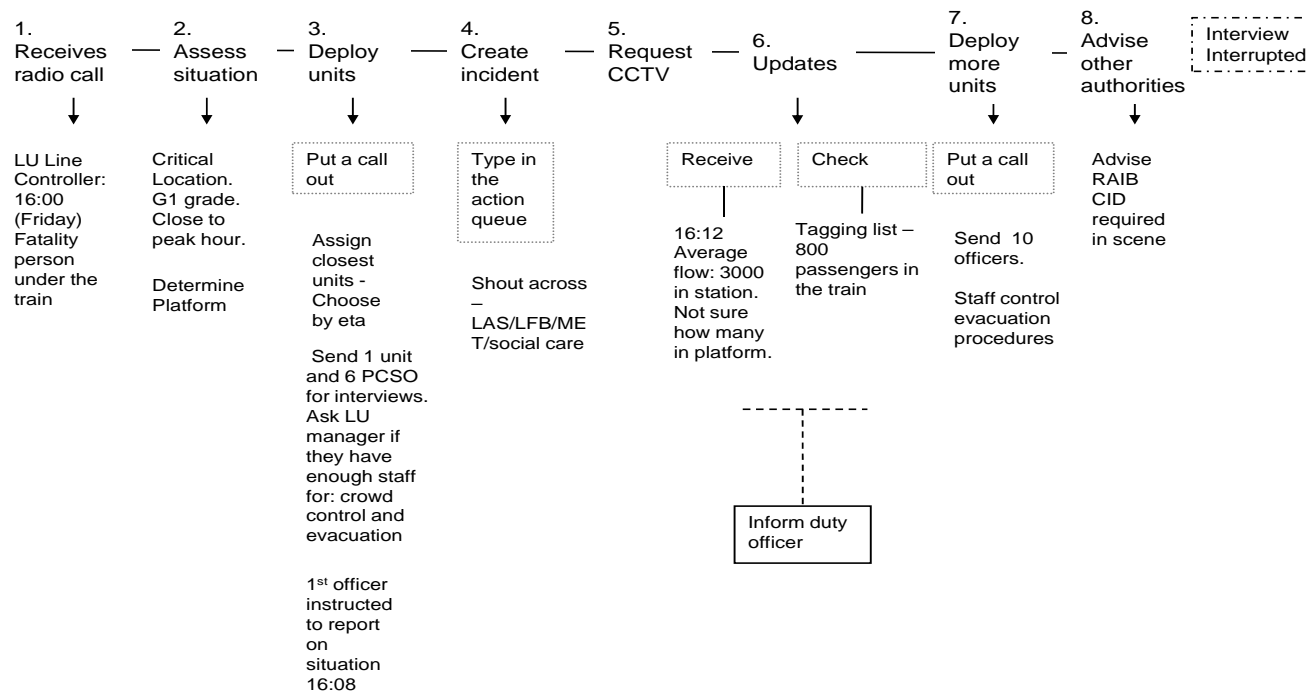 1.
Receives
radio call
2.
Assess
situation
3.
Deploy
units
4.
Create
incident
5.
Request
CCTV
6.
Updates
7.
Deploy
more
units
8.
Advise
other
authorities
Interview
Interrupted
LU Line
Controller:
16:00
(Friday)
Fatality
person
under the
train
Critical
Location.
G1 grade.
Close to
peak hour.
Determine
Platform
Put a call
out
Assign
closest
units -
Choose
by eta
Send 1 unit
and 6 PCSO
for interviews.
Ask LU
manager if
they have
enough staff
for: crowd
control and
evacuation
1st officer
instructed
to report
on
situation
16:08
Type in
the
action
queue
Shout across
–
LAS/LFB/ME
T/social care
Receive
16:12
Average
flow: 3000
in station.
Not sure
how many
in platform.
Check
Tagging list –
800
passengers in
the train
Inform duty
officer
Put a call
out
Send 10
officers.
Staff control
evacuation
procedures
Advise
RAIB
CID
required
in scene